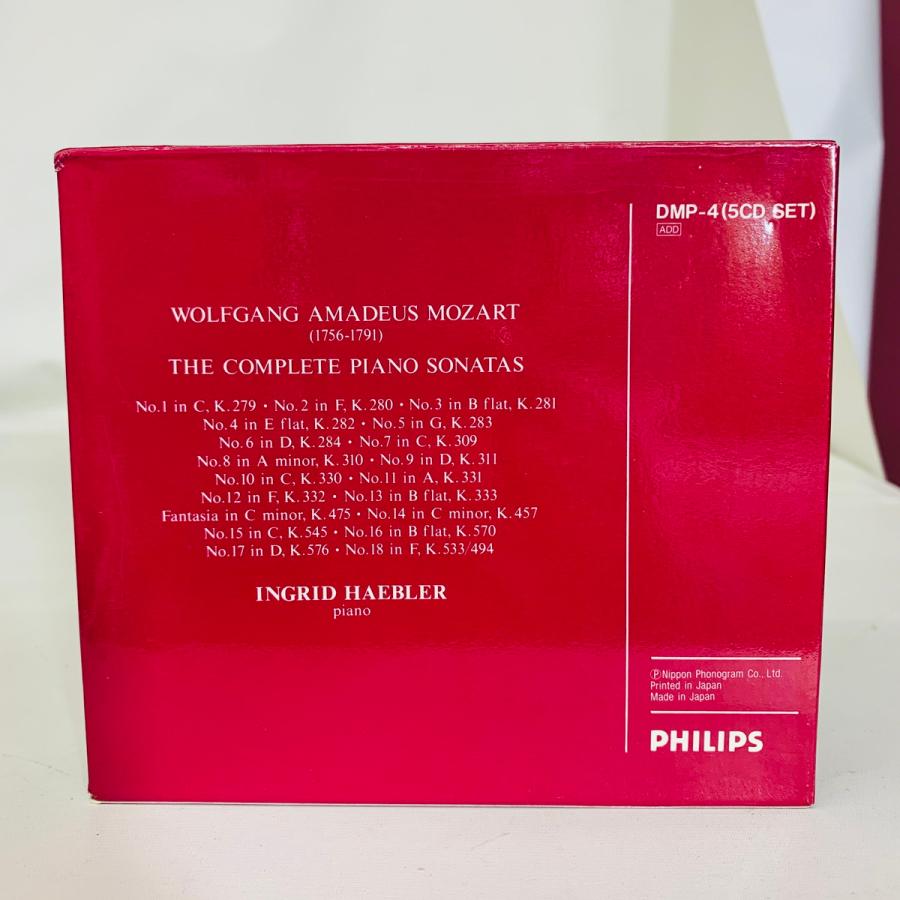 DMP-4 (5CD SET)
ADD
WOLFGANG AMADEUS MOZART
(1756-1791)
THE COMPLETE PIANO SONATAS
No.1 in C, K.279 · No.2 in F, K.280 · No.3 in B flat, K.281
No.4 in E flat, K.282 · No.5 in G, K.283
No.6 in D, K.284 · No.7 in C, K.309
No.8 in A minor, K.310 · No.9 in D, K.311
No.10 in C, K.330 · No.11 in A, K.331
No.12 in F, K.332 · No.13 in B flat, K.333
Fantasia in C minor, K.475 · No.14 in C minor, K.457
No.15 in C, K.545 · No.16 in B flat, K.570
No.17 in D, K.576 · No.18 in F, K.533/494
INGRID HAEBLER
piano
Ⓟ Nippon Phonogram Co., Ltd.
Printed in Japan
Made in Japan
PHILIPS